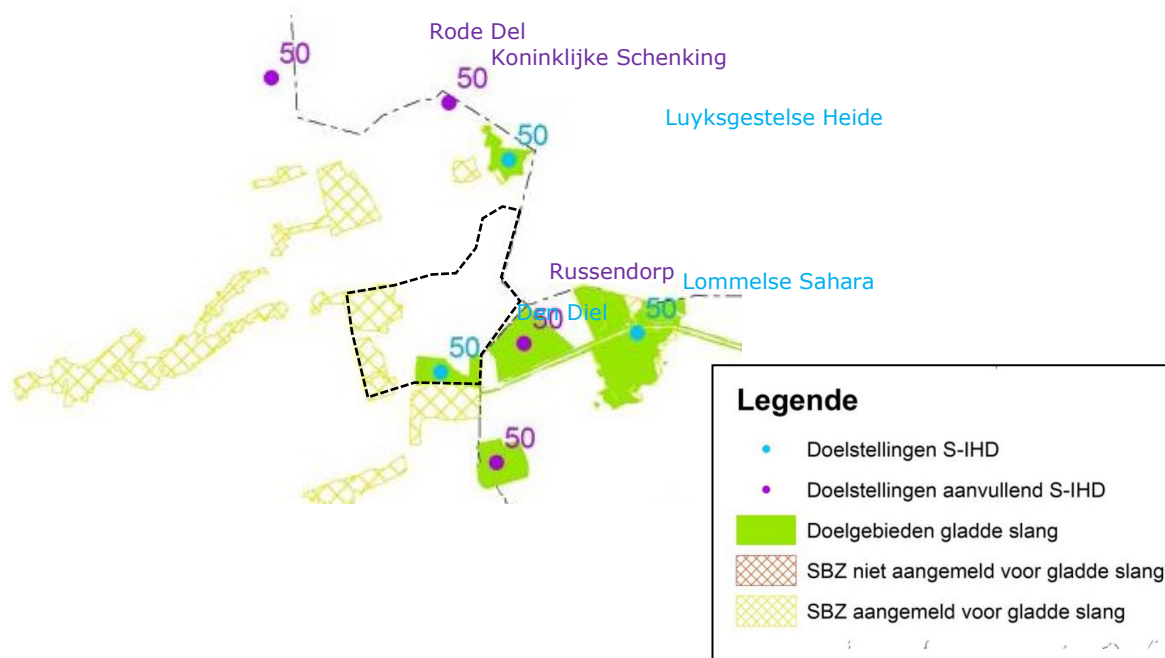 Rode Del
50
Koninklijke Schenking
50
Luyksgestelse Heide
50
Russendorp
Lommelse Sahara
Den Diel
50
50
50
50
Legende
Doelstellingen S-IHD
Doelstellingen aanvullend S-IHD
Doelgebieden gladde slang
SBZ niet aangemeld voor gladde slang
SBZ aangemeld voor gladde slang